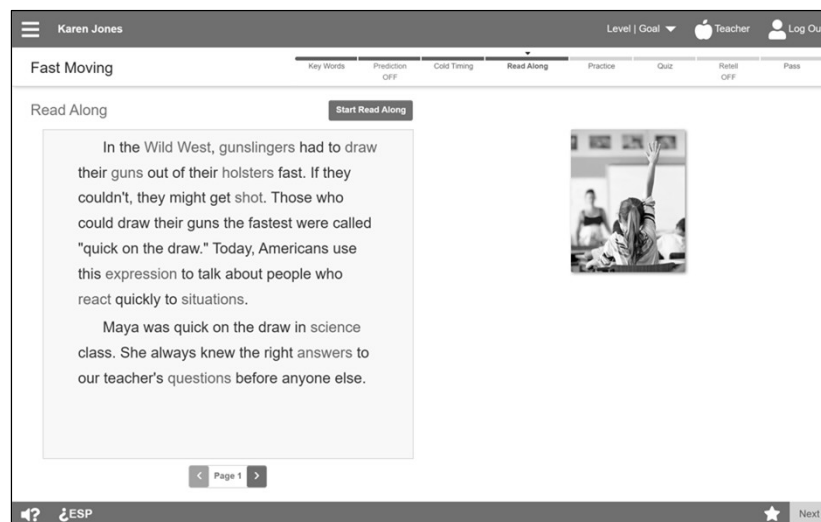 Karen Jones
Level | Goal
Teacher
Log Ou
Fast Moving
Key Words
Prediction
OFF
Cold Timing
Read Along
Practice
Quiz
Retell
OFF
Pass
Read Along
Start Read Along
In the Wild West, gunslingers had to draw
their guns out of their holsters fast. If they
couldn't, they might get shot. Those who
could draw their guns the fastest were called
"quick on the draw." Today, Americans use
this expression to talk about people who
react quickly to situations.
Maya was quick on the draw in science
class. She always knew the right answers to
our teacher's questions before anyone else.
< Page 1 >
? ¿ESP
Next